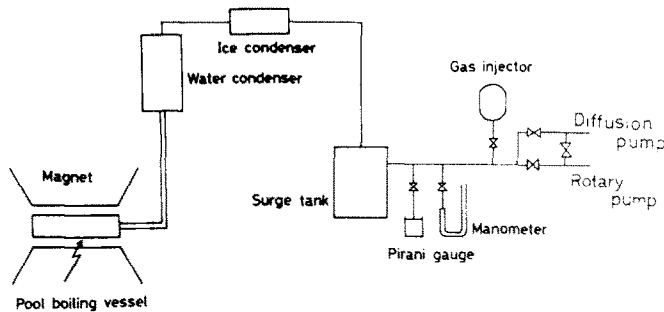 Ice condenser
Water condenser
Gas injector
Diffusion
pump
Magnet
Surge tank
Rotary
pump
Manometer
Pirani gauge
Pool boiling vessel